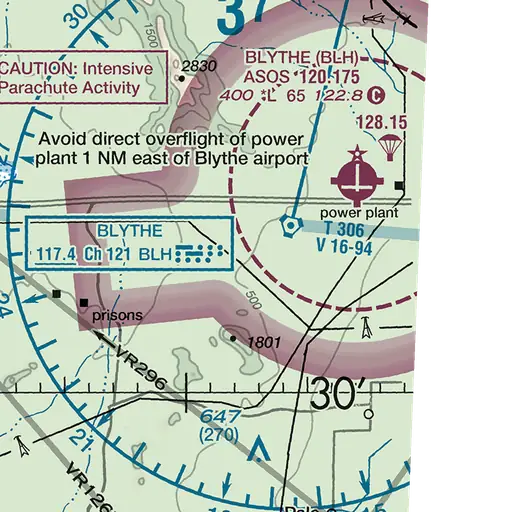 37
30
1500
2830
BLYTHE (BLH)
ASOS 120.175
400 *L 65 122.8 C
128.15
CAUTION: Intensive
Parachute Activity
Avoid direct overflight of power
plant 1 NM east of Blythe airport
power plant
BLYTHE
117.4 Ch 121 BLH
T 306
V 16-94
24
500
prisons
1801
VR296
30'
647
(270)
21
VR126